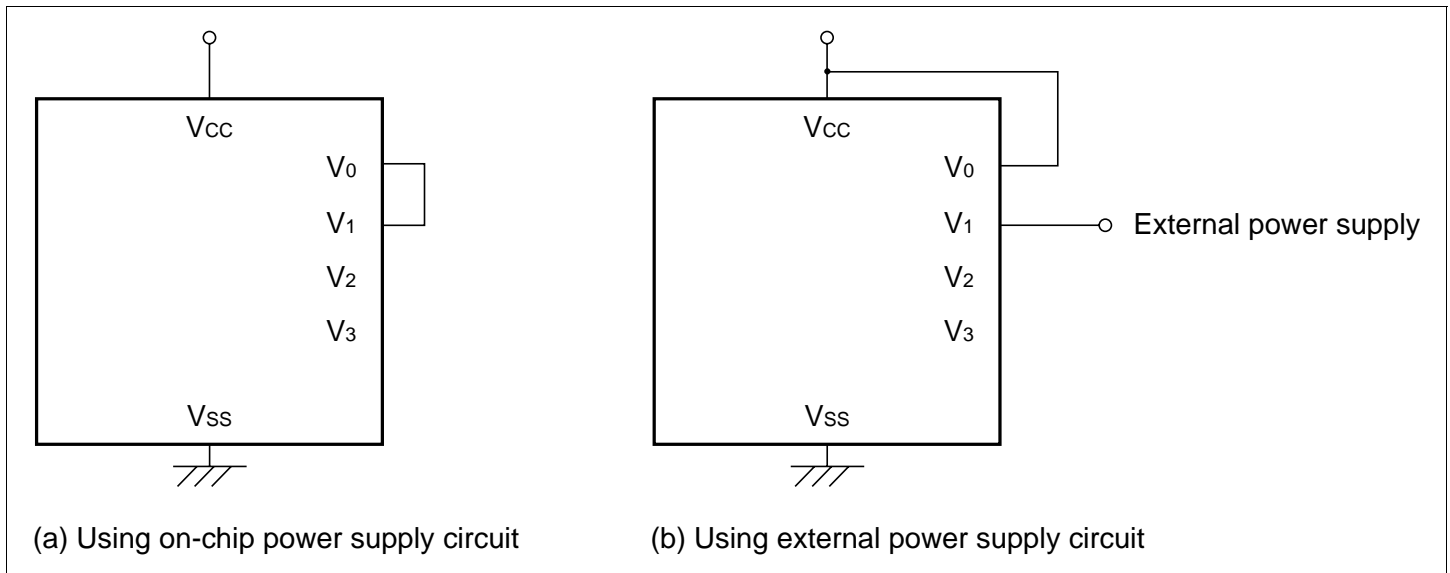 VCC
V0
V1
V2
V3
VSS
(a) Using on-chip power supply circuit
VCC
V0
V1
External power supply
V2
V3
VSS
(b) Using external power supply circuit